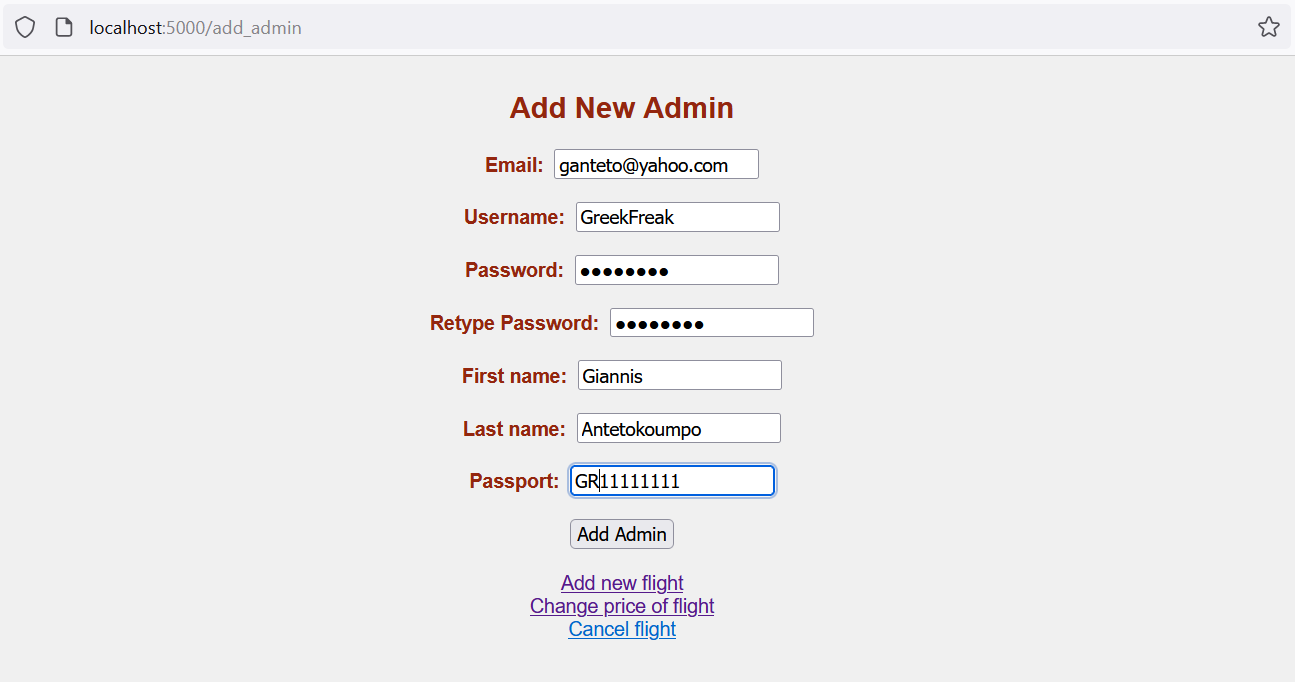 localhost:5000/add_admin
Add New Admin
Email: ganteto@yahoo.com
Username: GreekFreak
Password: ●●●●●●●●
Retype Password: ●●●●●●●●
First name: Giannis
Last name: Antetokoumpo
Passport: GR11111111
Add Admin
Add new flight
Change price of flight
Cancel flight